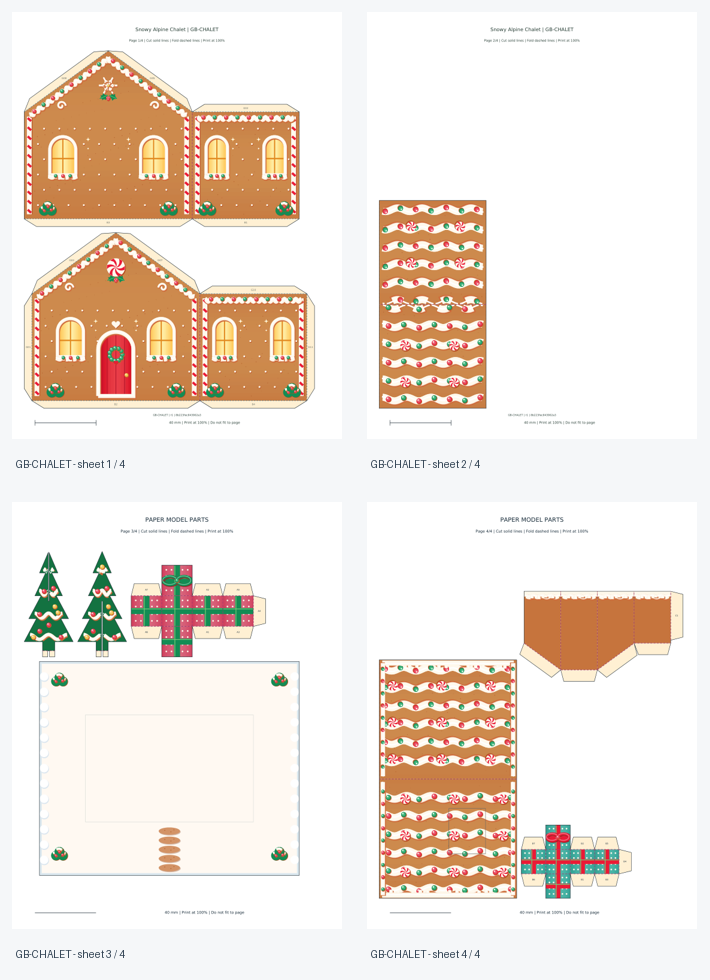 Snowy Alpine Chalet | GB-CHALET
Page 1/4 | Cut solid lines | Fold dashed lines | Print at 100%
40 mm | Print at 100% | Do not fit to page
GB-CHALET - sheet 1 / 4
Snowy Alpine Chalet | GB-CHALET
Page 2/4 | Cut solid lines | Fold dashed lines | Print at 100%
40 mm | Print at 100% | Do not fit to page
GB-CHALET - sheet 2 / 4
PAPER MODEL PARTS
Page 3/4 | Cut solid lines | Fold dashed lines | Print at 100%
40 mm | Print at 100% | Do not fit to page
GB-CHALET - sheet 3 / 4
PAPER MODEL PARTS
Page 4/4 | Cut solid lines | Fold dashed lines | Print at 100%
40 mm | Print at 100% | Do not fit to page
GB-CHALET - sheet 4 / 4